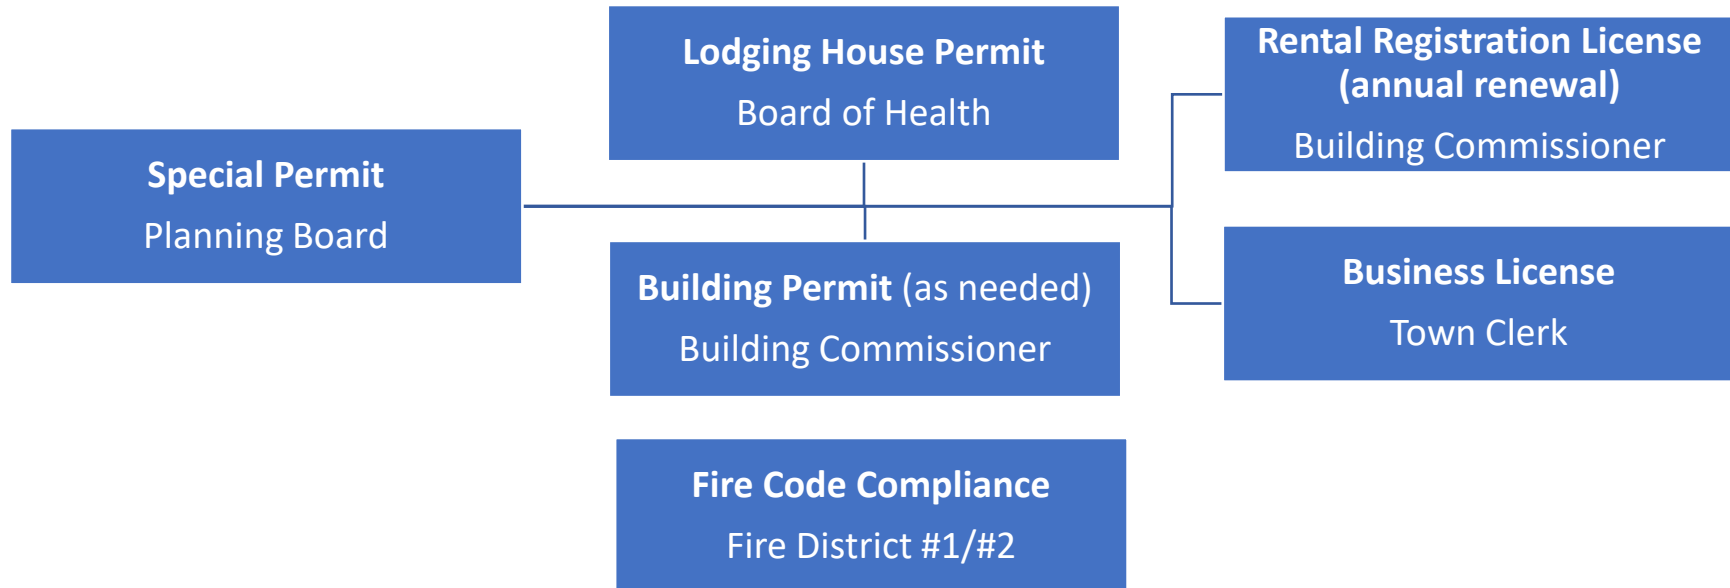 Special Permit
Planning Board
Lodging House Permit
Board of Health
Building Permit (as needed)
Building Commissioner
Fire Code Compliance
Fire District #1/#2
Rental Registration License
(annual renewal)
Building Commissioner
Business License
Town Clerk